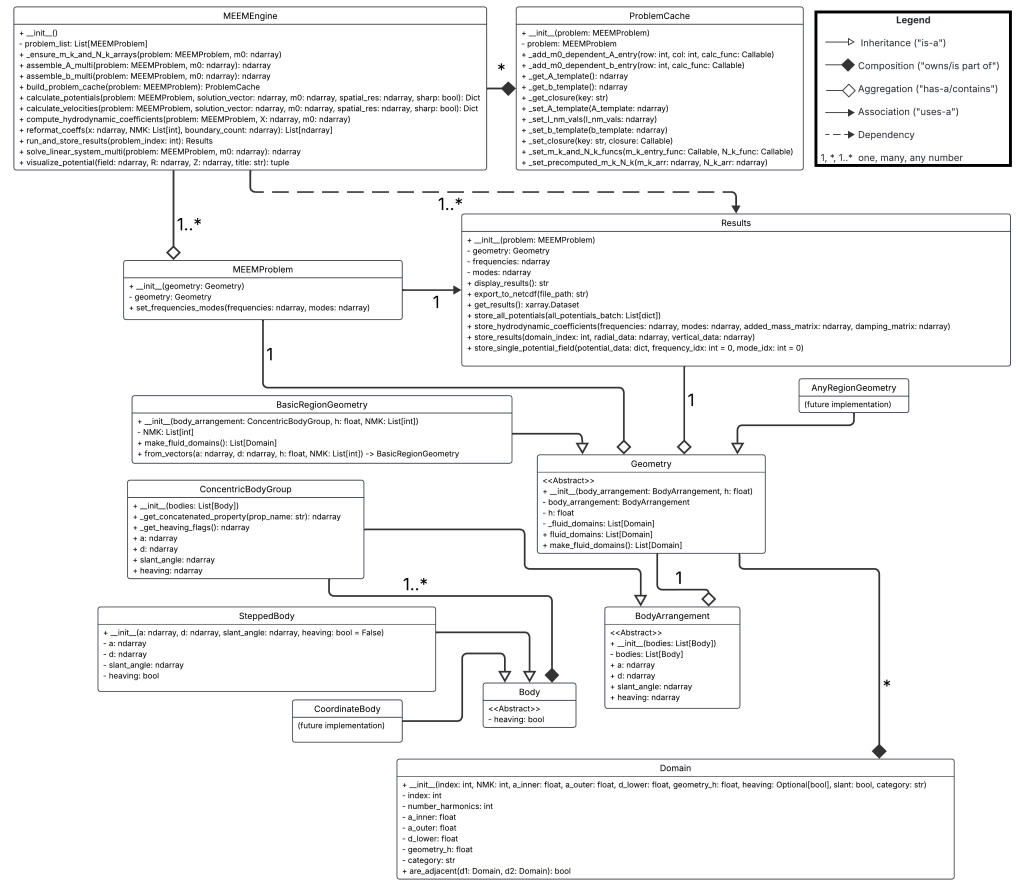 MEEMEngine
+ __init__()
- problem_list: List[MEEMProblem]
+ _ensure_m_k_and_N_k_arrays(problem: MEEMProblem, m0: ndarray)
+ assemble_A_multi(problem: MEEMProblem, m0: ndarray): ndarray
+ assemble_b_multi(problem: MEEMProblem, m0: ndarray): ndarray
+ build_problem_cache(problem: MEEMProblem): ProblemCache
+ calculate_potentials(problem: MEEMProblem, solution_vector: ndarray, m0: ndarray, spatial_res: ndarray, sharp: bool): Dict
+ calculate_velocities(problem: MEEMProblem, solution_vector: ndarray, m0: ndarray, spatial_res: ndarray, sharp: bool): Dict
+ compute_hydrodynamic_coefficients(problem: MEEMProblem, X: ndarray, m0: ndarray)
+ reformat_coeffs(x: ndarray, NMK: List[int], boundary_count: ndarray): List[ndarray]
+ run_and_store_results(problem_index: int): Results
+ solve_linear_system_multi(problem: MEEMProblem, m0: ndarray): ndarray
+ visualize_potential(field: ndarray, R: ndarray, Z: ndarray, title: str): tuple
*
ProblemCache
+ __init__(problem: MEEMProblem)
- problem: MEEMProblem
+ _add_m0_dependent_A_entry(row: int, col: int, calc_func: Callable)
+ _add_m0_dependent_b_entry(row: int, calc_func: Callable)
+ _get_A_template(): ndarray
+ _get_b_template(): ndarray
+ _get_closure(key: str)
+ _set_A_template(A_template: ndarray)
+ _set_I_nm_vals(I_nm_vals: ndarray)
+ _set_b_template(b_template: ndarray)
+ _set_closure(key: str, closure: Callable)
+ _set_m_k_and_N_k_funcs(m_k_entry_func: Callable, N_k_func: Callable)
+ _set_precomputed_m_k_N_k(m_k_arr: ndarray, N_k_arr: ndarray)
Legend
Inheritance ("is-a")
Composition ("owns/is part of")
Aggregation ("has-a/contains")
Association ("uses-a")
Dependency
1, *, 1..* one, many, any number
1..*
1..*
Results
+ __init__(problem: MEEMProblem)
- geometry: Geometry
- frequencies: ndarray
- modes: ndarray
+ display_results(): str
+ export_to_netcdf(file_path: str)
+ get_results(): xarray.Dataset
+ store_all_potentials(all_potentials_batch: List[dict])
+ store_hydrodynamic_coefficients(frequencies: ndarray, modes: ndarray, added_mass_matrix: ndarray, damping_matrix: ndarray)
+ store_results(domain_index: int, radial_data: ndarray, vertical_data: ndarray)
+ store_single_potential_field(potential_data: dict, frequency_idx: int = 0, mode_idx: int = 0)
MEEMProblem
+ __init__(geometry: Geometry)
- geometry: Geometry
+ set_frequencies_modes(frequencies: ndarray, modes: ndarray)
1
1
1
AnyRegionGeometry
(future implementation)
BasicRegionGeometry
+ __init__(body_arrangement: ConcentricBodyGroup, h: float, NMK: List[int])
- NMK: List[int]
+ make_fluid_domains(): List[Domain]
+ from_vectors(a: ndarray, d: ndarray, h: float, NMK: List[int]) -> BasicRegionGeometry
Geometry
<<Abstract>>
+ __init__(body_arrangement: BodyArrangement, h: float)
- body_arrangement: BodyArrangement
- h: float
- _fluid_domains: List[Domain]
+ fluid_domains: List[Domain]
+ make_fluid_domains(): List[Domain]
ConcentricBodyGroup
+ __init__(bodies: List[Body])
+ _get_concatenated_property(prop_name: str): ndarray
+ _get_heaving_flags(): ndarray
+ a: ndarray
+ d: ndarray
+ slant_angle: ndarray
+ heaving: ndarray
1..*
1
SteppedBody
+ __init__(a: ndarray, d: ndarray, slant_angle: ndarray, heaving: bool = False)
- a: ndarray
- d: ndarray
- slant_angle: ndarray
- heaving: bool
BodyArrangement
<<Abstract>>
+ __init__(bodies: List[Body])
- bodies: List[Body]
+ a: ndarray
+ d: ndarray
+ slant_angle: ndarray
+ heaving: ndarray
*
CoordinateBody
(future implementation)
Body
<<Abstract>>
- heaving: bool
Domain
+ __init__(index: int, NMK: int, a_inner: float, a_outer: float, d_lower: float, geometry_h: float, heaving: Optional[bool], slant: bool, category: str)
- index: int
- number_harmonics: int
- a_inner: float
- a_outer: float
- d_lower: float
- geometry_h: float
- category: str
+ are_adjacent(d1: Domain, d2: Domain): bool